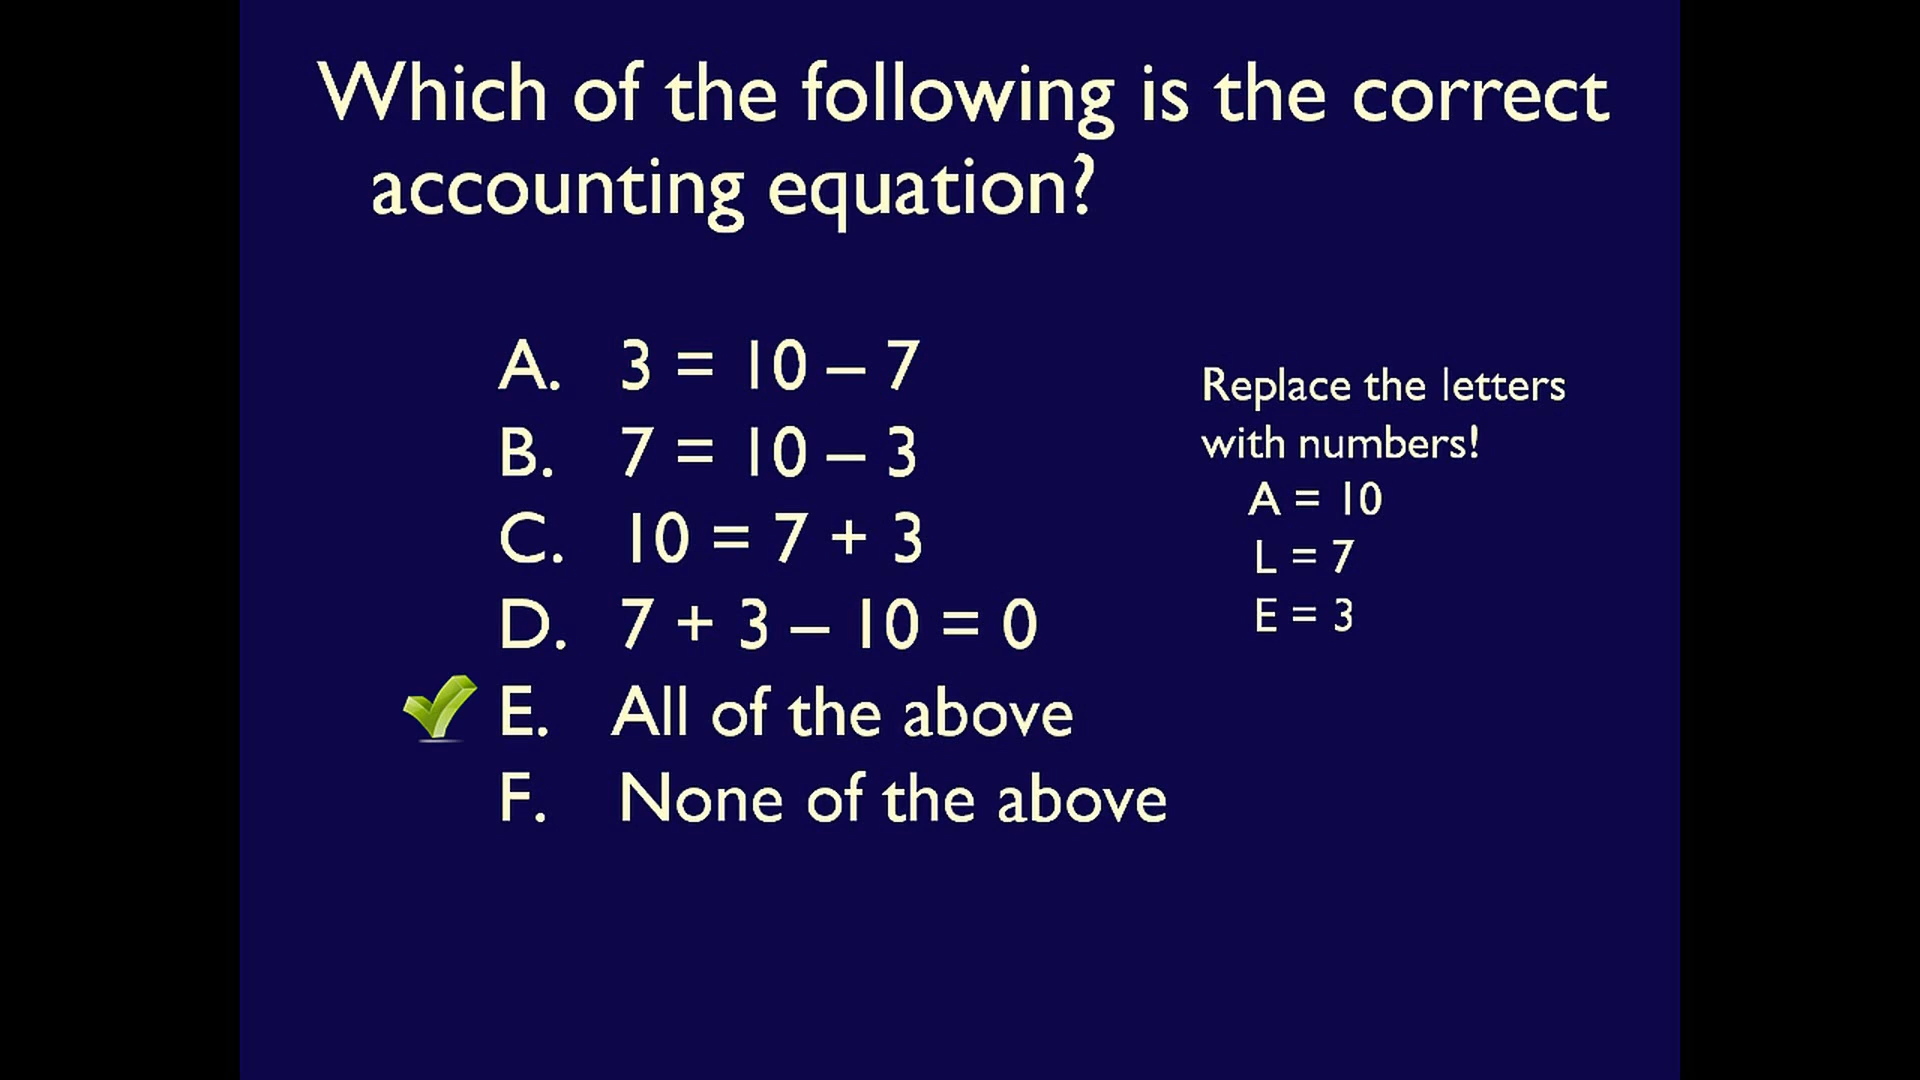 Which of the following is the correct
accounting equation?
A. 3 = 10 – 7
B. 7 = 10 – 3
C. 10 = 7 + 3
D. 7 + 3 – 10 = 0
E. All of the above
F. None of the above
Replace the letters
with numbers!
A = 10
L = 7
E = 3